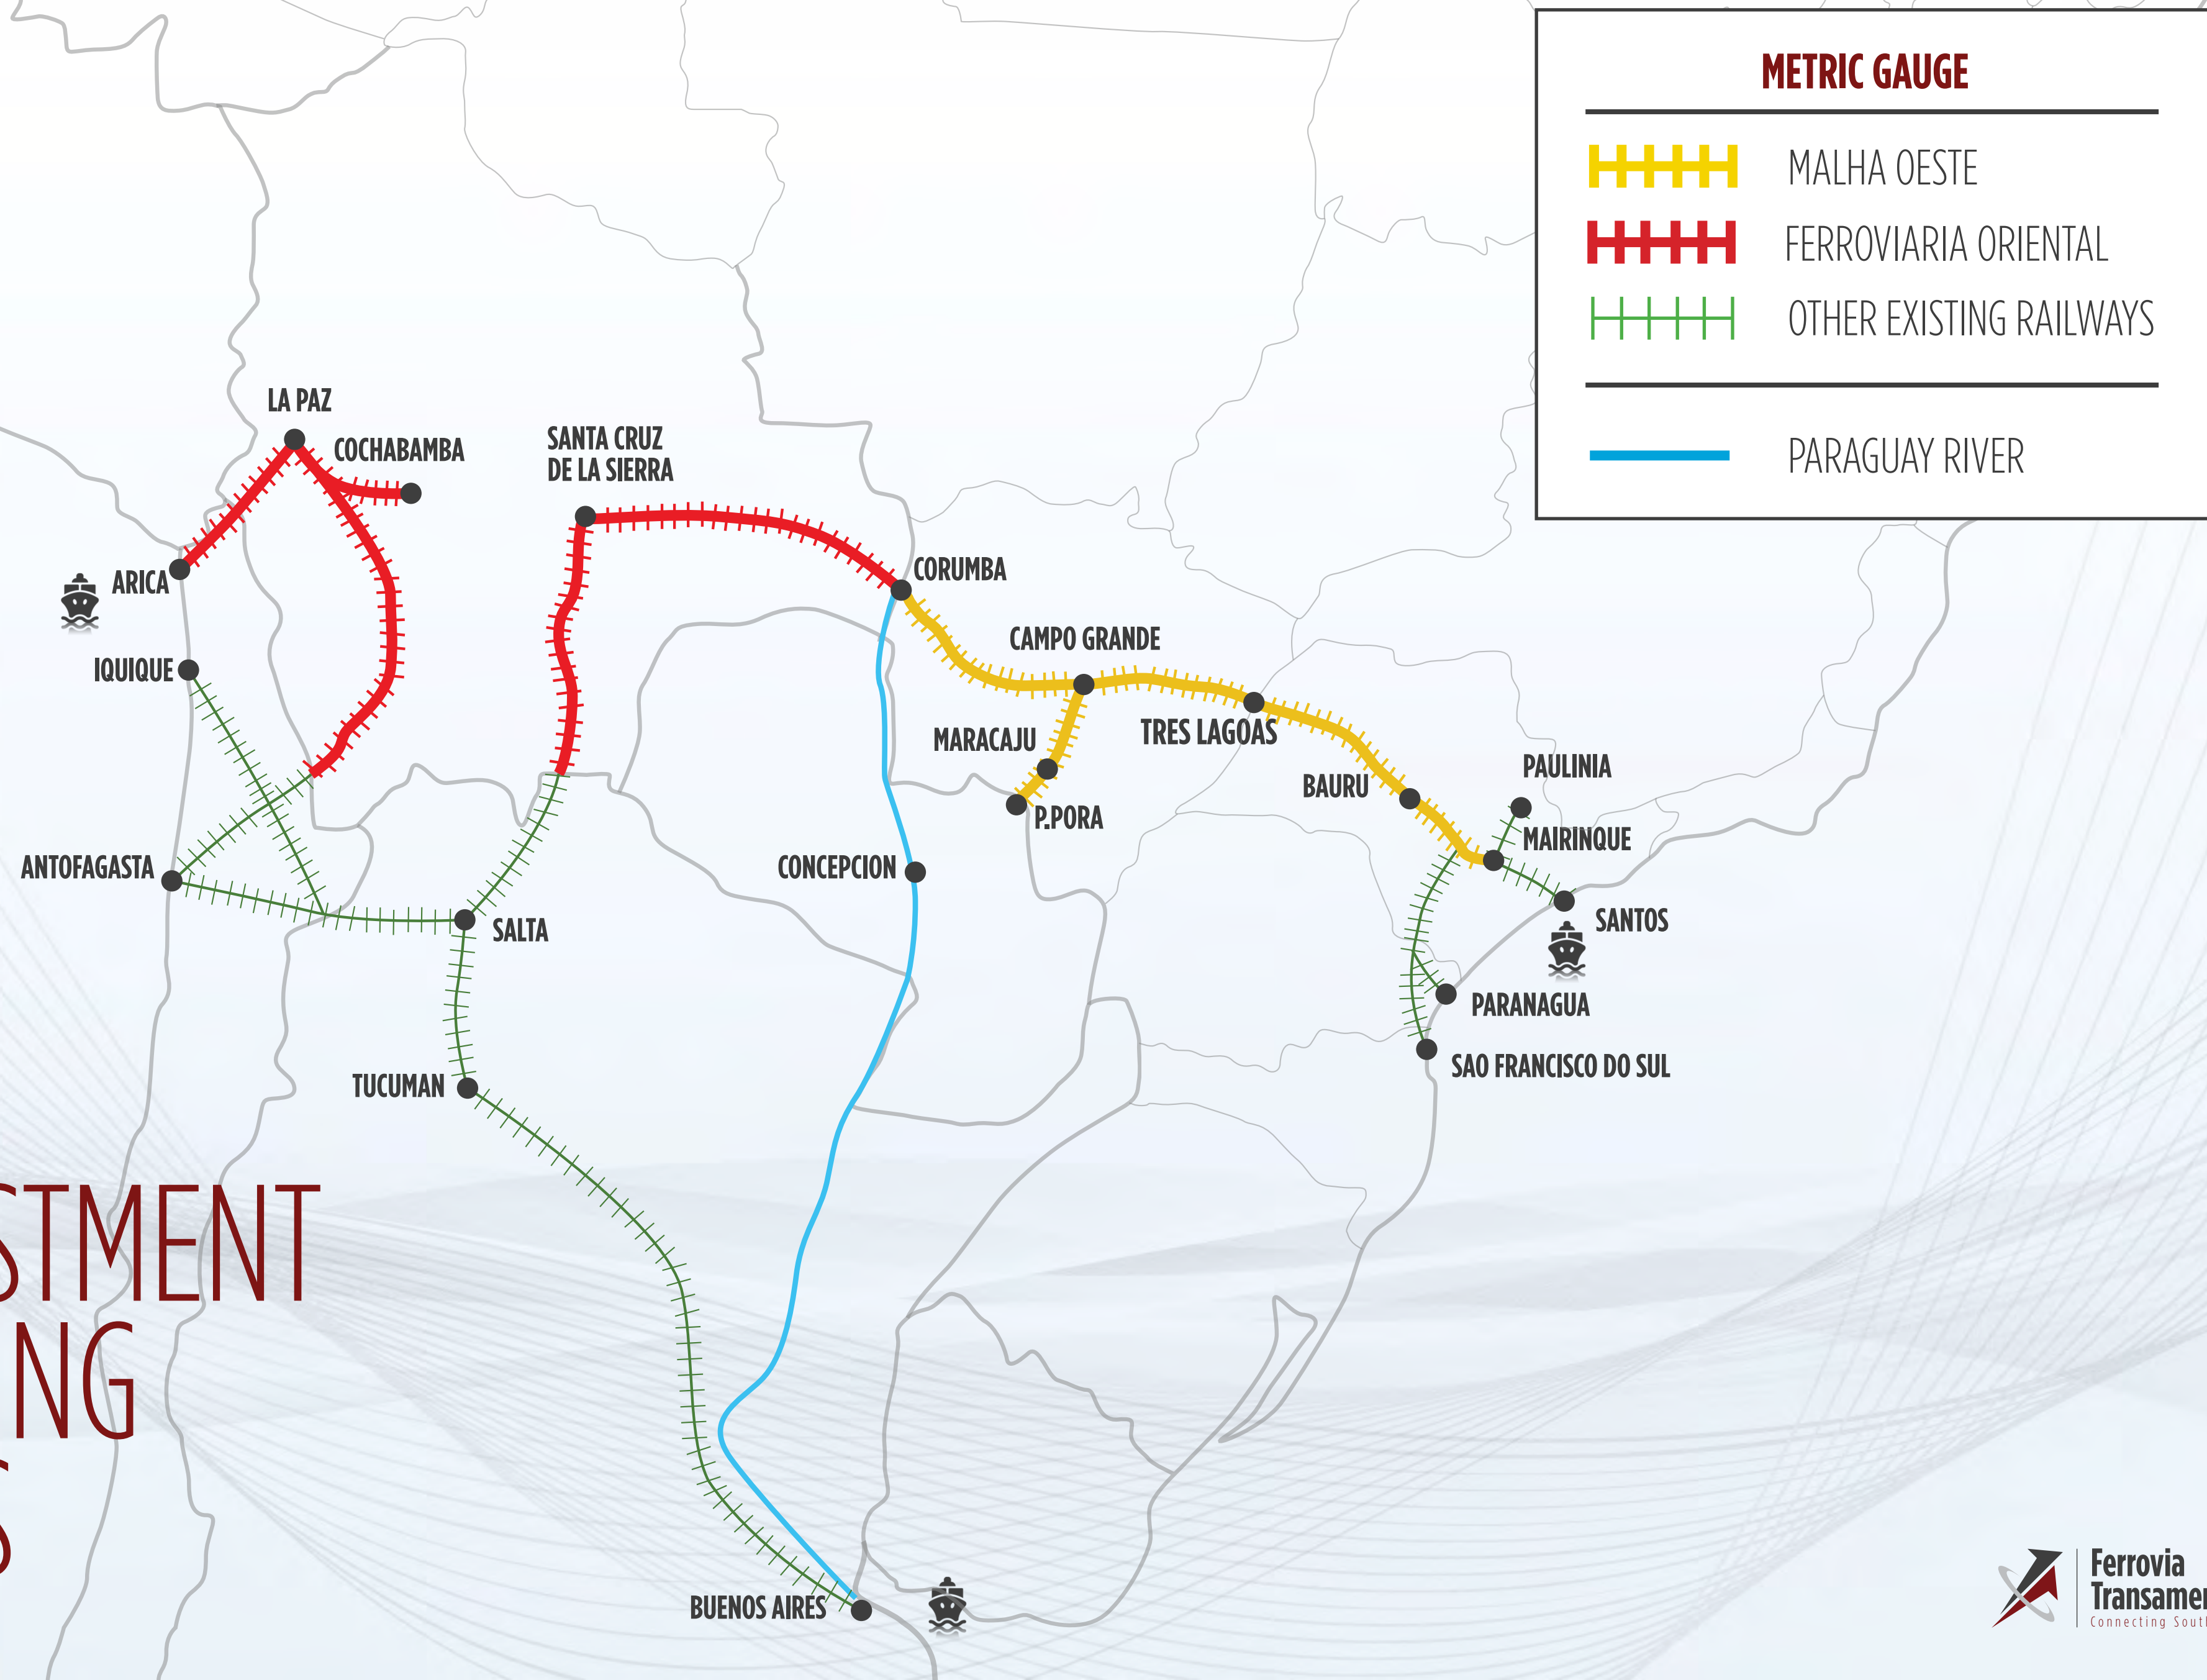 METRIC GAUGE
MALHA OESTE
FERROVIARIA ORIENTAL
OTHER EXISTING RAILWAYS
PARAGUAY RIVER
LA PAZ
COCHABAMBA
SANTA CRUZ
DE LA SIERRA
ARICA
CORUMBA
IQUIQUE
CAMPO GRANDE
MARACAJU
TRES LAGOAS
PAULINIA
BAURU
P.PORA
MAIRINQUE
ANTOFAGASTA
CONCEPCION
SALTA
SANTOS
PARANAGUA
TUCUMAN
SAO FRANCISCO DO SUL
STMENT
NG
S
BUENOS AIRES
Ferrovia
Transamer
Connecting South